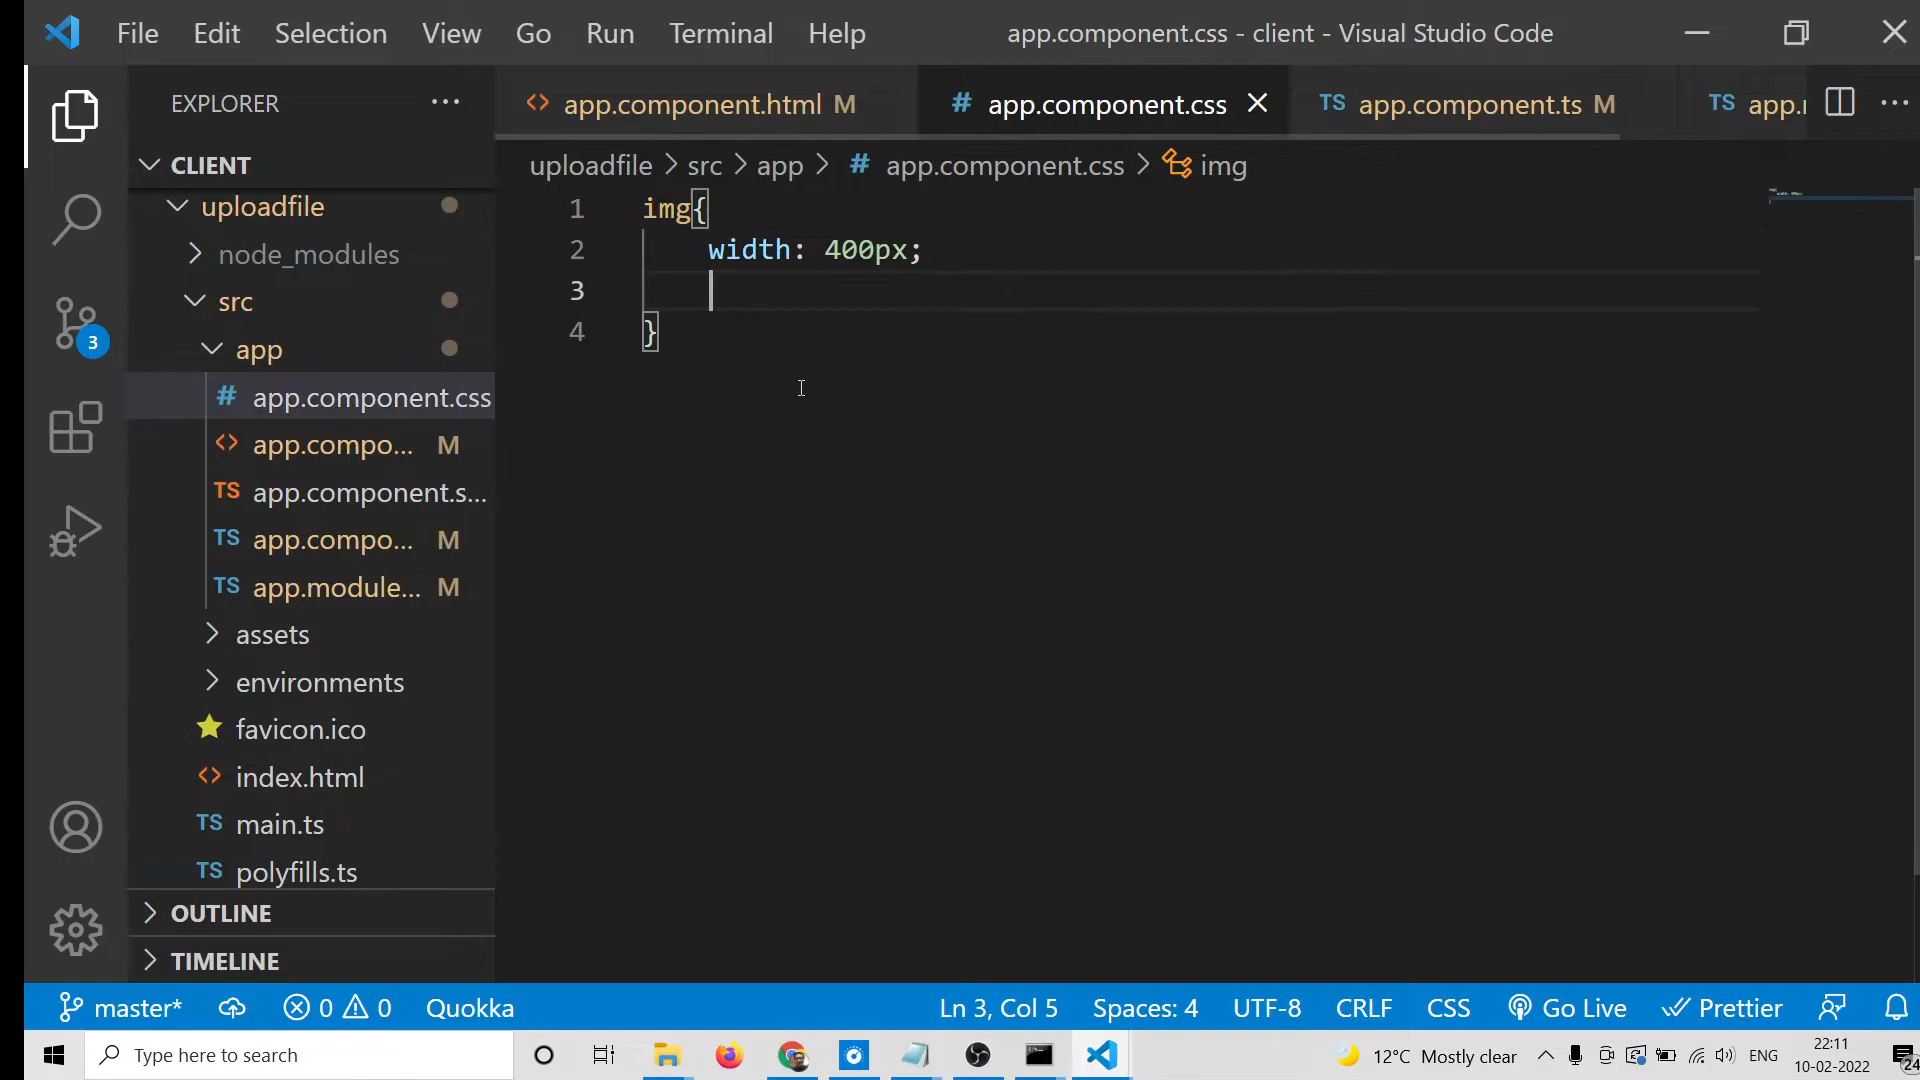 File Edit Selection View Go Run Terminal Help app.component.css - client - Visual Studio Code
EXPLORER
app.component.html M app.component.css TS app.component.ts M TS
CLIENT
uploadfile > src > app > # app.component.css > img
uploadfile
node_modules
src
app
# app.component.css
app.compo... M
TS app.component.s...
TS app.compo... M
TS app.module... M
assets
environments
favicon.ico
index.html
TS main.ts
TS polyfills.ts
OUTLINE
TIMELINE
3
1 img{
2 width: 400px;
3
4 }
master* 0 0 Quokka Ln 3, Col 5 Spaces: 4 UTF-8 CRLF CSS Go Live Prettier
Type here to search 12°C Mostly clear ENG 22:11
10-02-2022
24